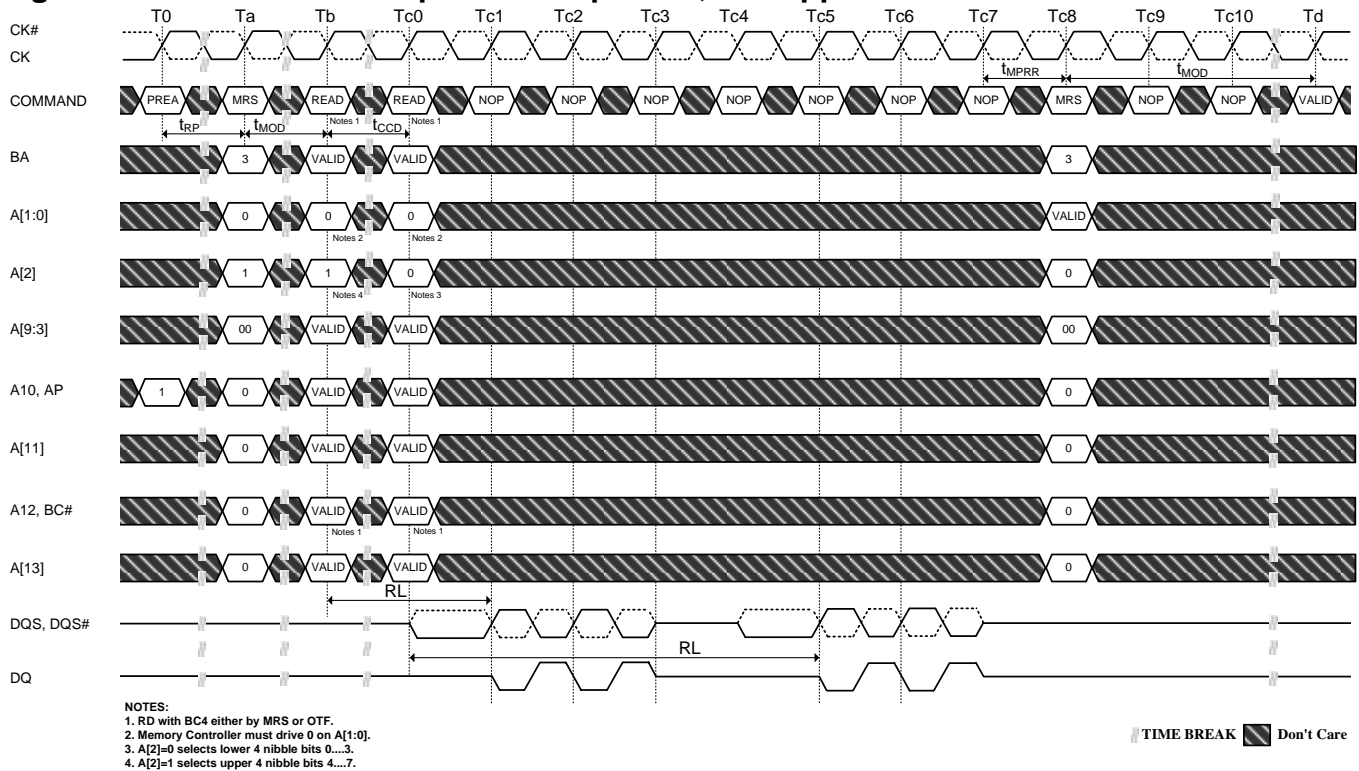 T0 Ta Tb Tc0 Tc1 Tc2 Tc3 Tc4 Tc5 Tc6 Tc7 Tc8 Tc9 Tc10 Td
CK#
CK
tMPRR tMOD
COMMAND PREA MRS READ READ NOP NOP NOP NOP NOP NOP NOP MRS NOP NOP VALID
Notes 1 Notes 1
tRP tMOD tCCD
BA 3 VALID VALID 3
A[1:0] 0 0 0 VALID
Notes 2 Notes 2
A[2] 1 1 0 0
Notes 4 Notes 3
A[9:3] 00 VALID VALID 00
A10, AP 1 0 VALID VALID 0
A[11] 0 VALID VALID 0
A12, BC# 0 VALID VALID 0
Notes 1 Notes 1
A[13] 0 VALID VALID 0
RL
DQS, DQS#
RL
DQ
NOTES:
1. RD with BC4 either by MRS or OTF.
2. Memory Controller must drive 0 on A[1:0].
3. A[2]=0 selects lower 4 nibble bits 0....3.
4. A[2]=1 selects upper 4 nibble bits 4....7.
TIME BREAK Don't Care